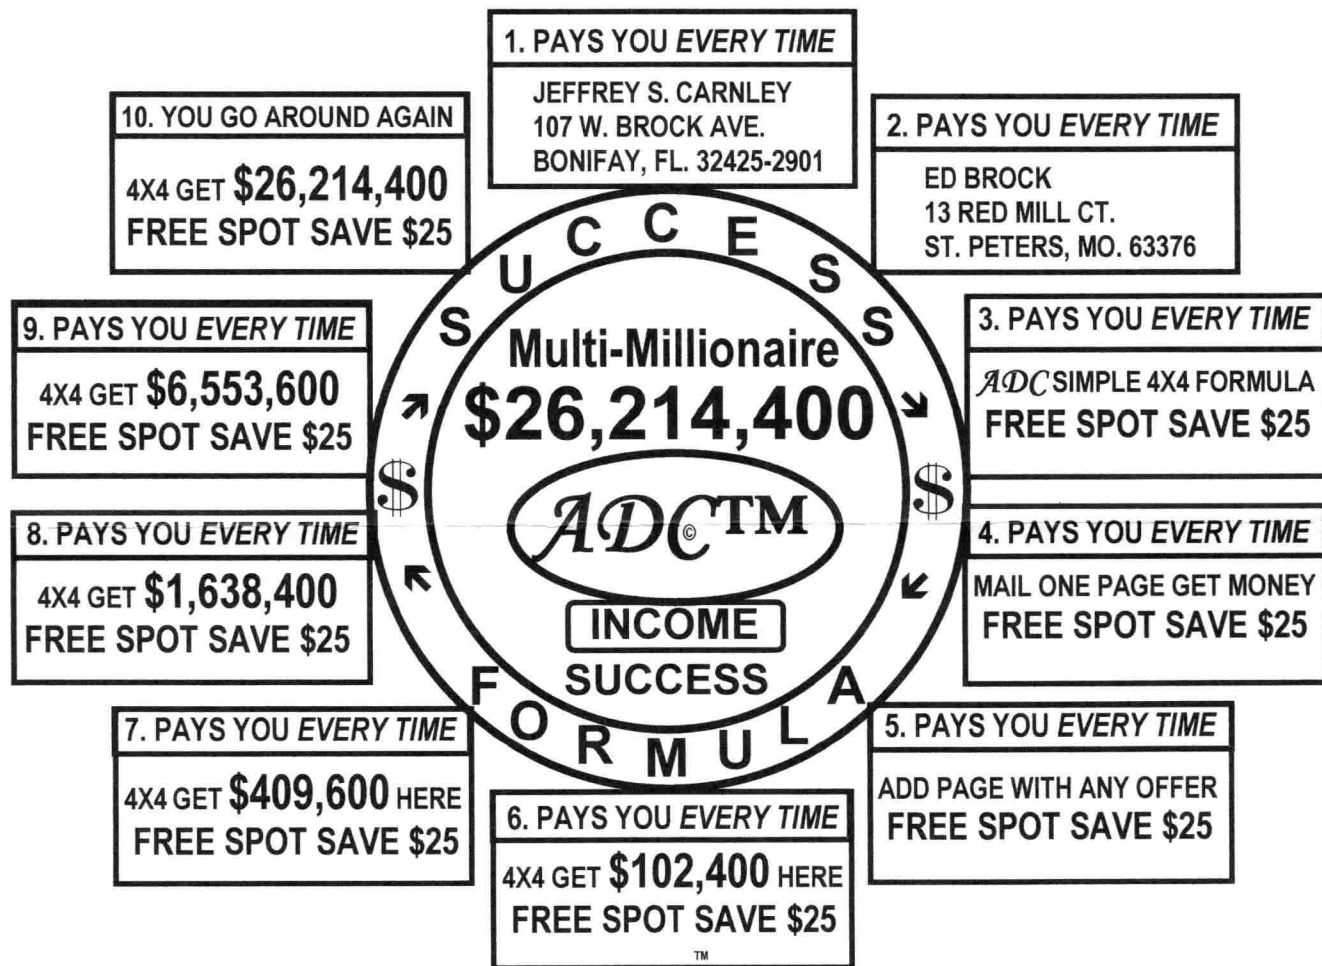 1. PAYS YOU EVERY TIME
JEFFREY S. CARNLEY
107 W. BROCK AVE.
BONIFAY, FL. 32425-2901
2. PAYS YOU EVERY TIME
ED BROCK
13 RED MILL CT.
ST. PETERS, MO. 63376
3. PAYS YOU EVERY TIME
ADC SIMPLE 4X4 FORMULA
FREE SPOT SAVE $25
4. PAYS YOU EVERY TIME
MAIL ONE PAGE GET MONEY
FREE SPOT SAVE $25
5. PAYS YOU EVERY TIME
ADD PAGE WITH ANY OFFER
FREE SPOT SAVE $25
6. PAYS YOU EVERY TIME
4X4 GET $102,400 HERE
FREE SPOT SAVE $25
TM
7. PAYS YOU EVERY TIME
4X4 GET $409,600 HERE
FREE SPOT SAVE $25
8. PAYS YOU EVERY TIME
4X4 GET $1,638,400
FREE SPOT SAVE $25
9. PAYS YOU EVERY TIME
4X4 GET $6,553,600
FREE SPOT SAVE $25
10. YOU GO AROUND AGAIN
4X4 GET $26,214,400
FREE SPOT SAVE $25
SUCCESS
$ $
FORMULA
Multi-Millionaire
$26,214,400
ADC©™
INCOME
SUCCESS